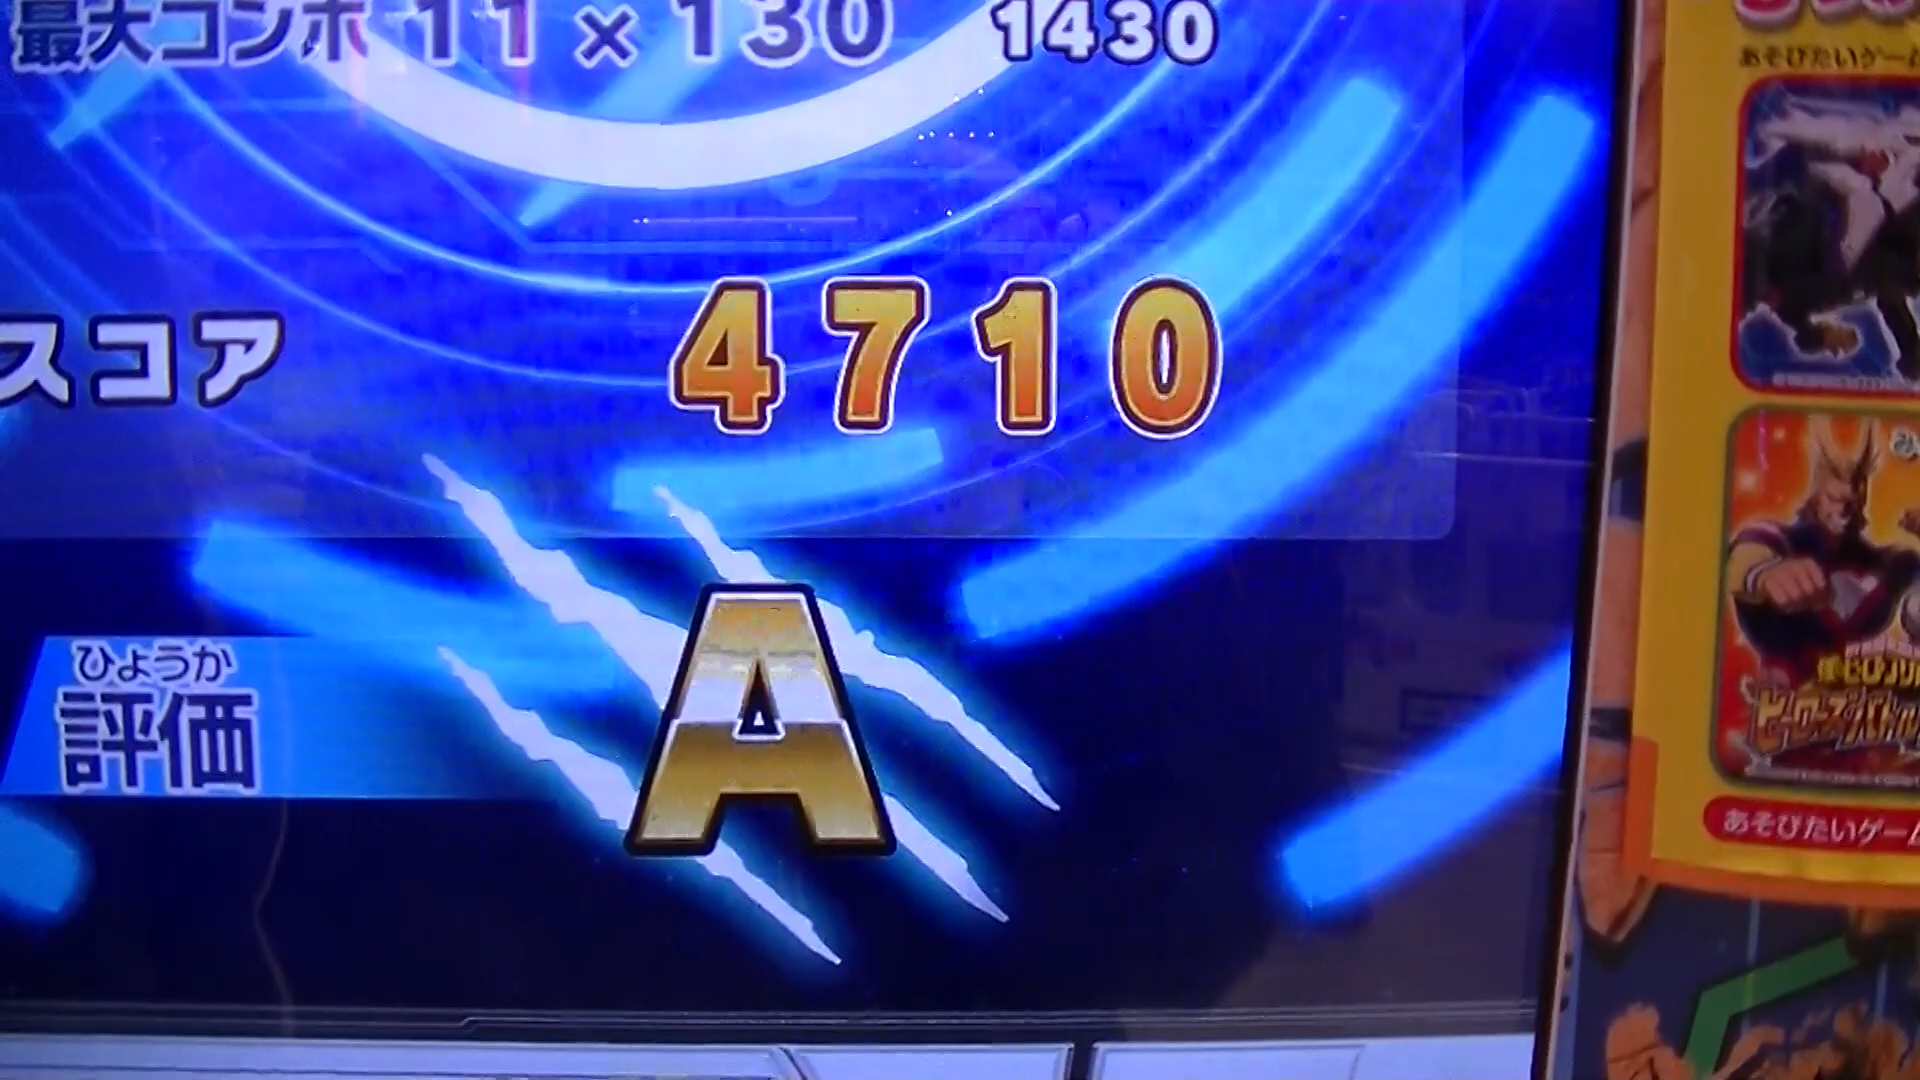 最大コンボ 11×130 1430
スコア 4710
ひょうか
評価
A
あそびたいゲーム
み
あそびたいゲーム